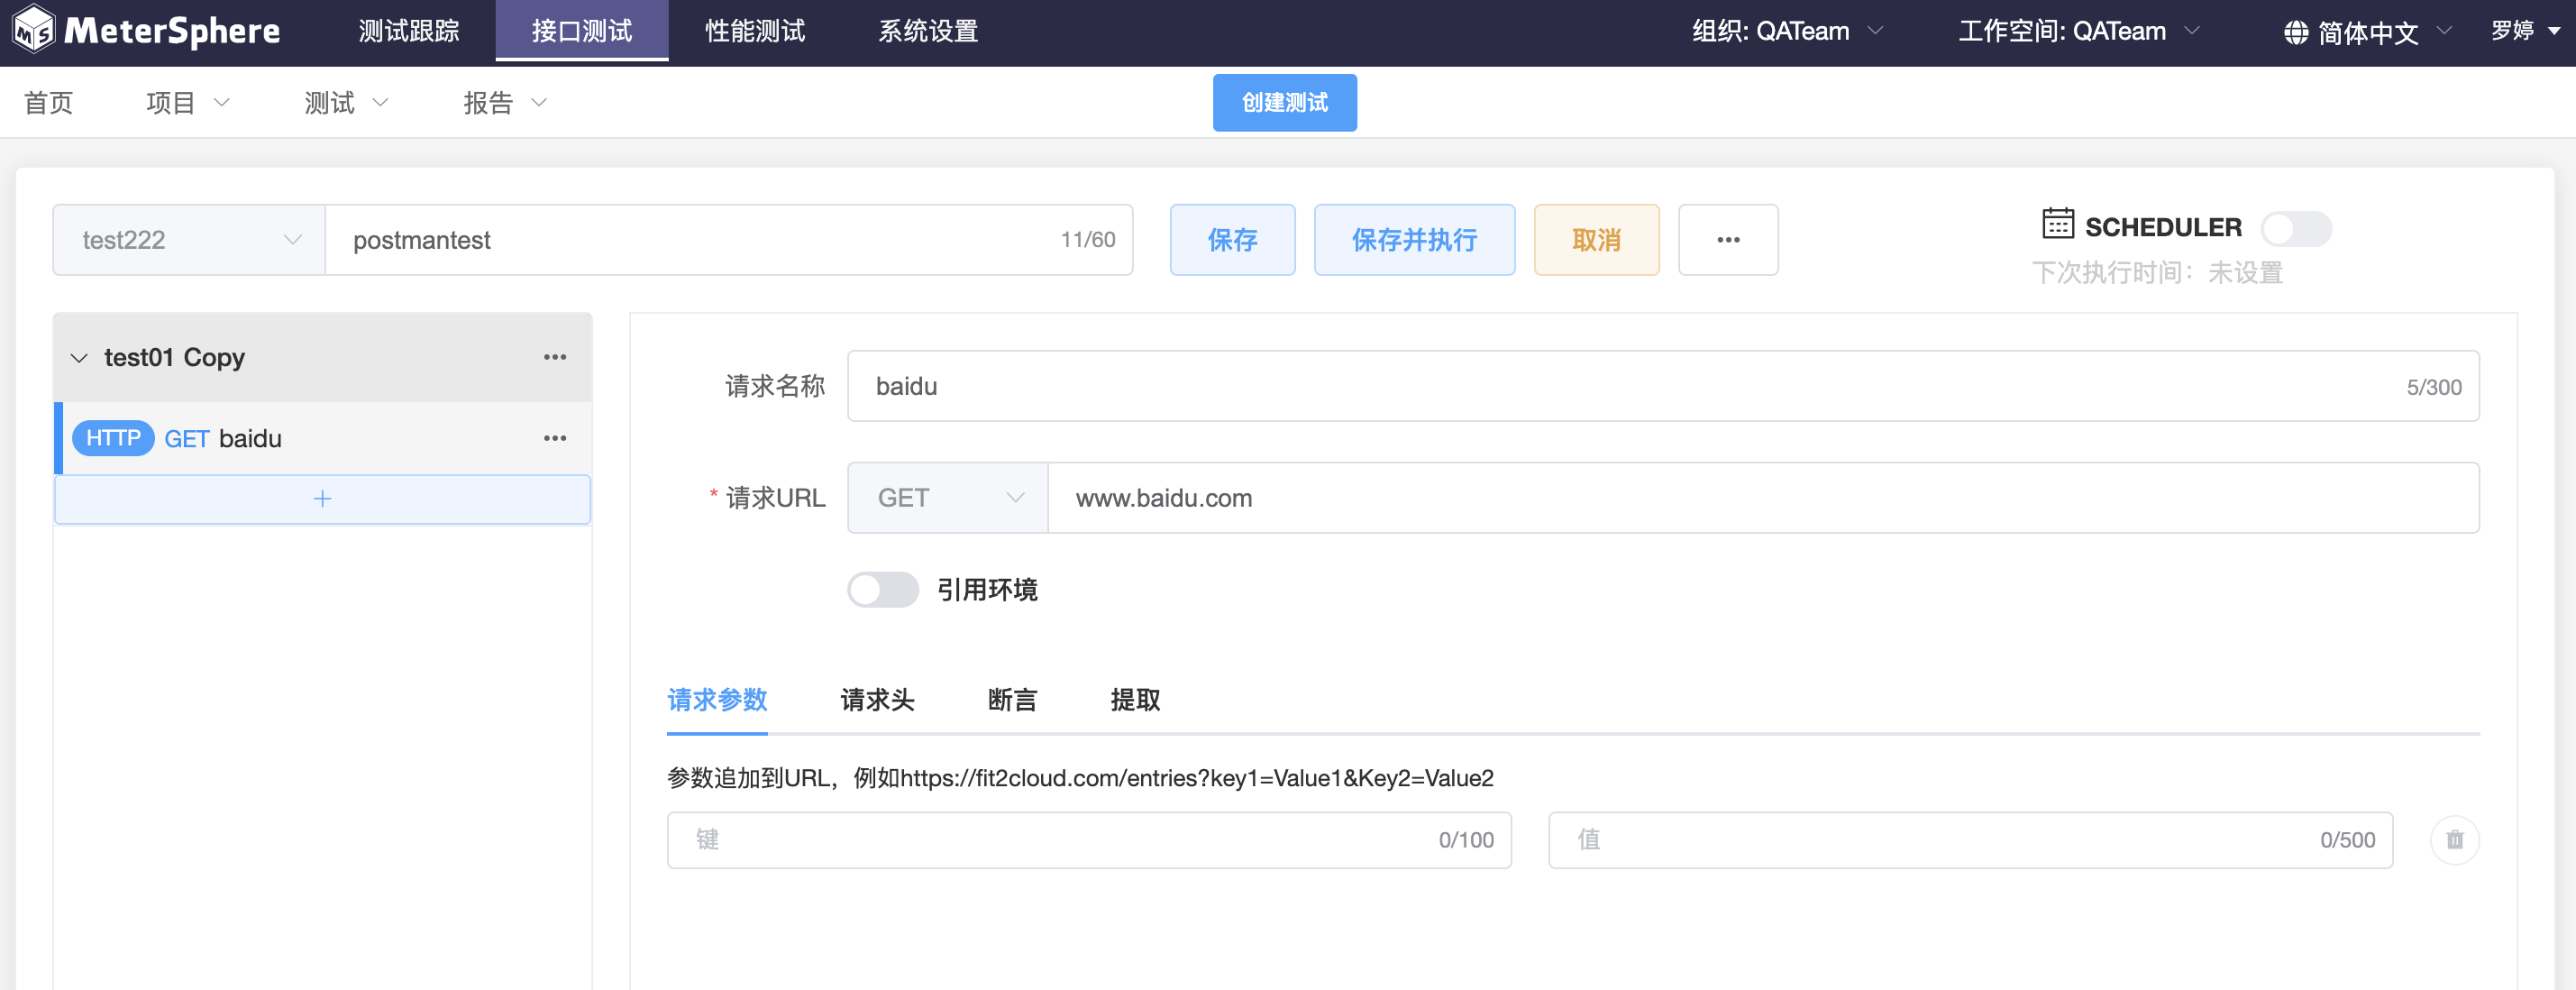 MeterSphere 测试跟踪 接口测试 性能测试 系统设置 组织: QATeam 工作空间: QATeam 简体中文 罗婷
首页 项目 测试 报告 创建测试
test222 postmantest 11/60 保存 保存并执行 取消 ••• SCHEDULER
下次执行时间：未设置
test01 Copy •••
HTTP GET baidu •••
+
请求名称 baidu 5/300
* 请求URL GET www.baidu.com
引用环境
请求参数 请求头 断言 提取
参数追加到URL，例如https://fit2cloud.com/entries?key1=Value1&Key2=Value2
键 0/100 值 0/500